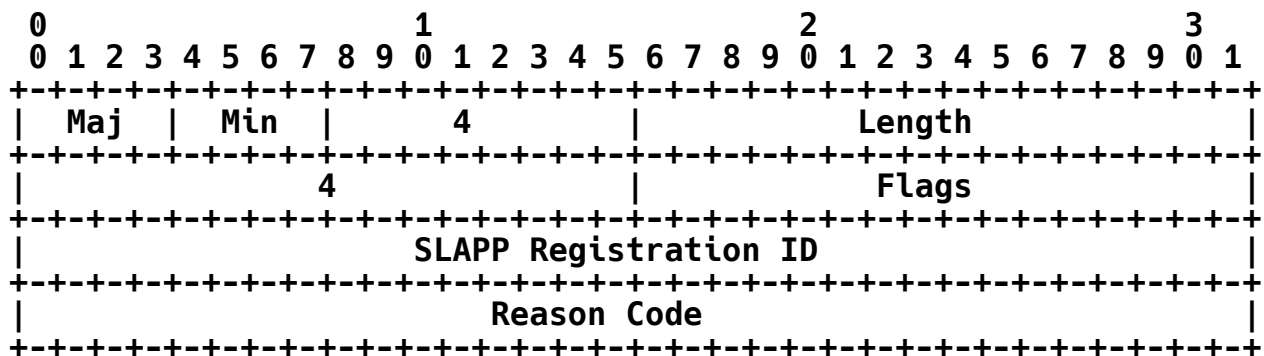 0                   1                   2                   3
 0 1 2 3 4 5 6 7 8 9 0 1 2 3 4 5 6 7 8 9 0 1 2 3 4 5 6 7 8 9 0 1
+-+-+-+-+-+-+-+-+-+-+-+-+-+-+-+-+-+-+-+-+-+-+-+-+-+-+-+-+-+-+-+-+
|  Maj  |  Min  |      4        |           Length              |
+-+-+-+-+-+-+-+-+-+-+-+-+-+-+-+-+-+-+-+-+-+-+-+-+-+-+-+-+-+-+-+-+
|               4               |            Flags              |
+-+-+-+-+-+-+-+-+-+-+-+-+-+-+-+-+-+-+-+-+-+-+-+-+-+-+-+-+-+-+-+-+
|                    SLAPP Registration ID                      |
+-+-+-+-+-+-+-+-+-+-+-+-+-+-+-+-+-+-+-+-+-+-+-+-+-+-+-+-+-+-+-+-+
|                        Reason Code                            |
+-+-+-+-+-+-+-+-+-+-+-+-+-+-+-+-+-+-+-+-+-+-+-+-+-+-+-+-+-+-+-+-+